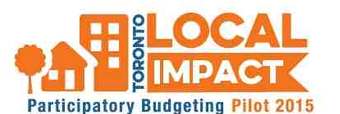 TORONTO
LOCAL
IMPACT
Participatory Budgeting Pilot 2015